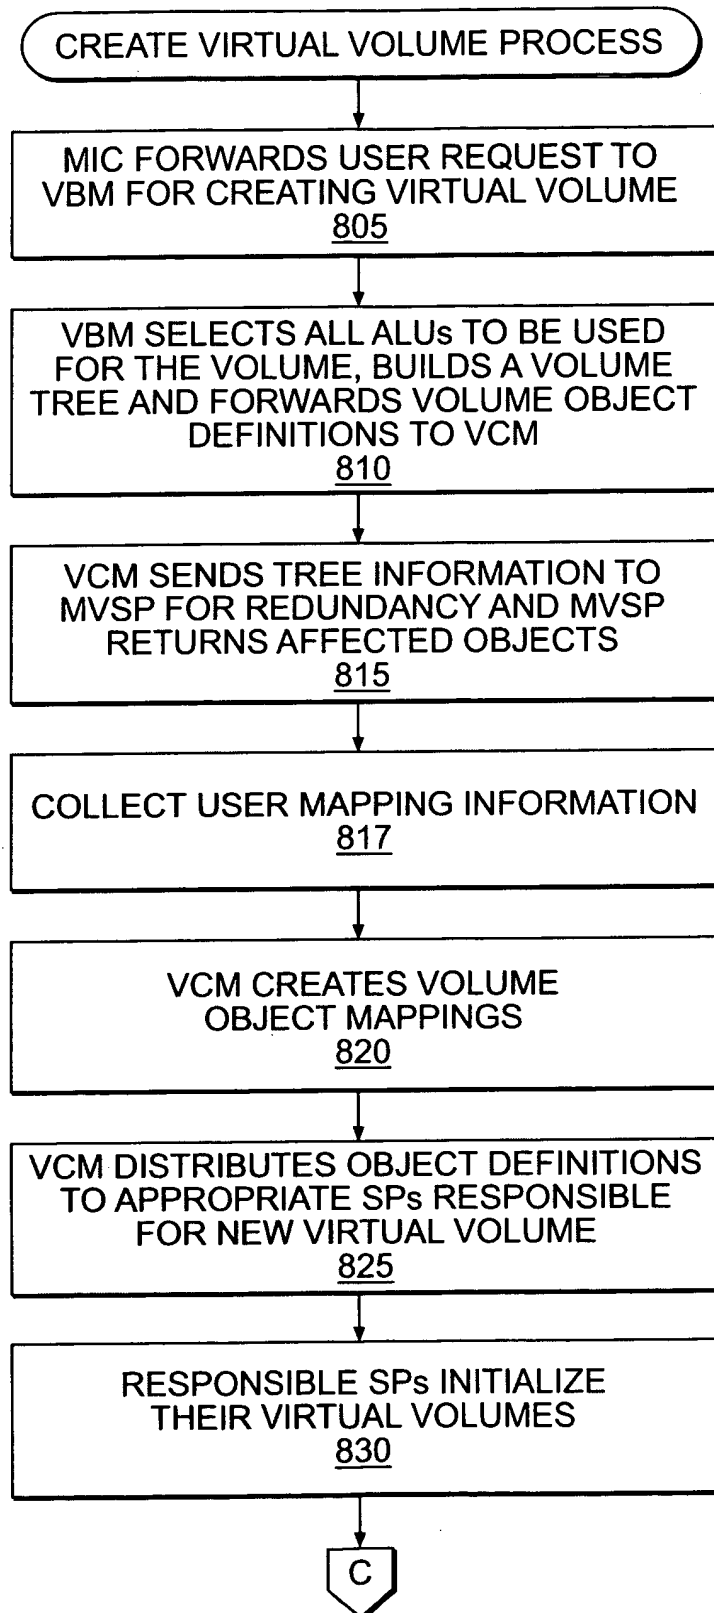 CREATE VIRTUAL VOLUME PROCESS
MIC FORWARDS USER REQUEST TO
VBM FOR CREATING VIRTUAL VOLUME
805
VBM SELECTS ALL ALUs TO BE USED
FOR THE VOLUME, BUILDS A VOLUME
TREE AND FORWARDS VOLUME OBJECT
DEFINITIONS TO VCM
810
VCM SENDS TREE INFORMATION TO
MVSP FOR REDUNDANCY AND MVSP
RETURNS AFFECTED OBJECTS
815
COLLECT USER MAPPING INFORMATION
817
VCM CREATES VOLUME
OBJECT MAPPINGS
820
VCM DISTRIBUTES OBJECT DEFINITIONS
TO APPROPRIATE SPs RESPONSIBLE
FOR NEW VIRTUAL VOLUME
825
RESPONSIBLE SPs INITIALIZE
THEIR VIRTUAL VOLUMES
830
C